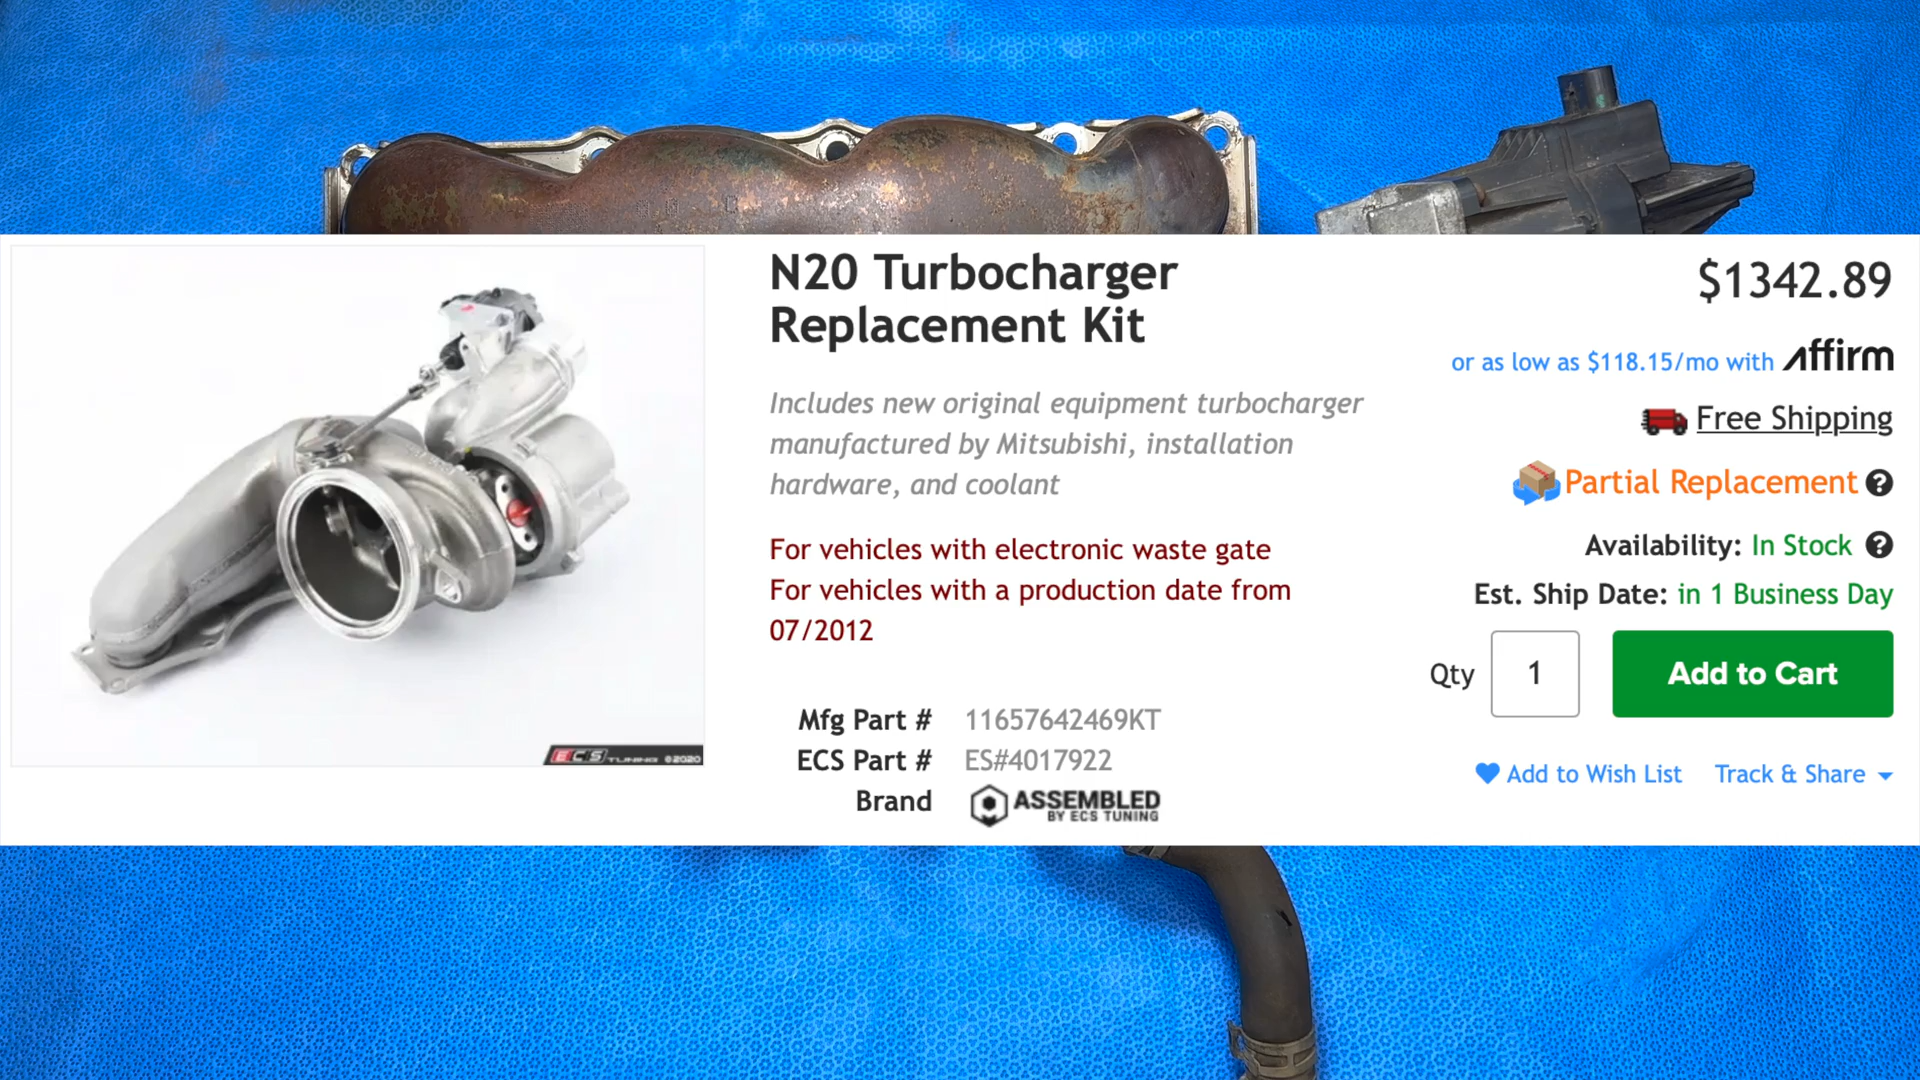 N20 Turbocharger
Replacement Kit
Includes new original equipment turbocharger
manufactured by Mitsubishi, installation
hardware, and coolant
For vehicles with electronic waste gate
For vehicles with a production date from
07/2012
Mfg Part # 11657642469KT
ECS Part # ES#4017922
Brand ASSEMBLED
BY ECS TUNING
$1342.89
or as low as $118.15/mo with affirm
Free Shipping
Partial Replacement ?
Availability: In Stock ?
Est. Ship Date: in 1 Business Day
Qty 1 Add to Cart
Add to Wish List Track & Share
ECS TUNING ©2020